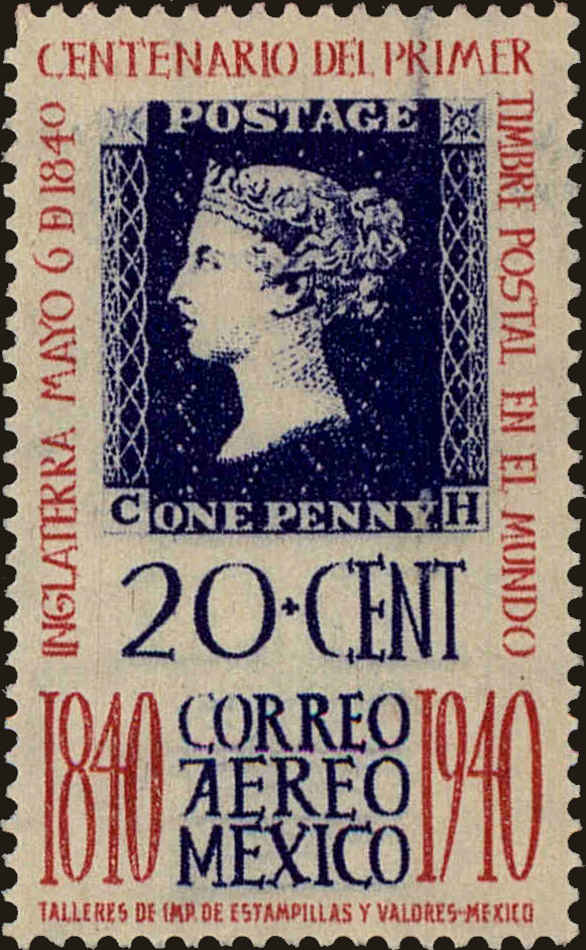 CENTENARIO DEL PRIMER
TIMBRE POSTAL EN EL MUNDO
INGLATERRA MAYO 6 D 1840
POSTAGE
C ONE PENNY. H
20·CENT
1840 CORREO 1940
AEREO
MEXICO
TALLERES DE IMP. DE ESTAMPILLAS Y VALORES-MEXICO